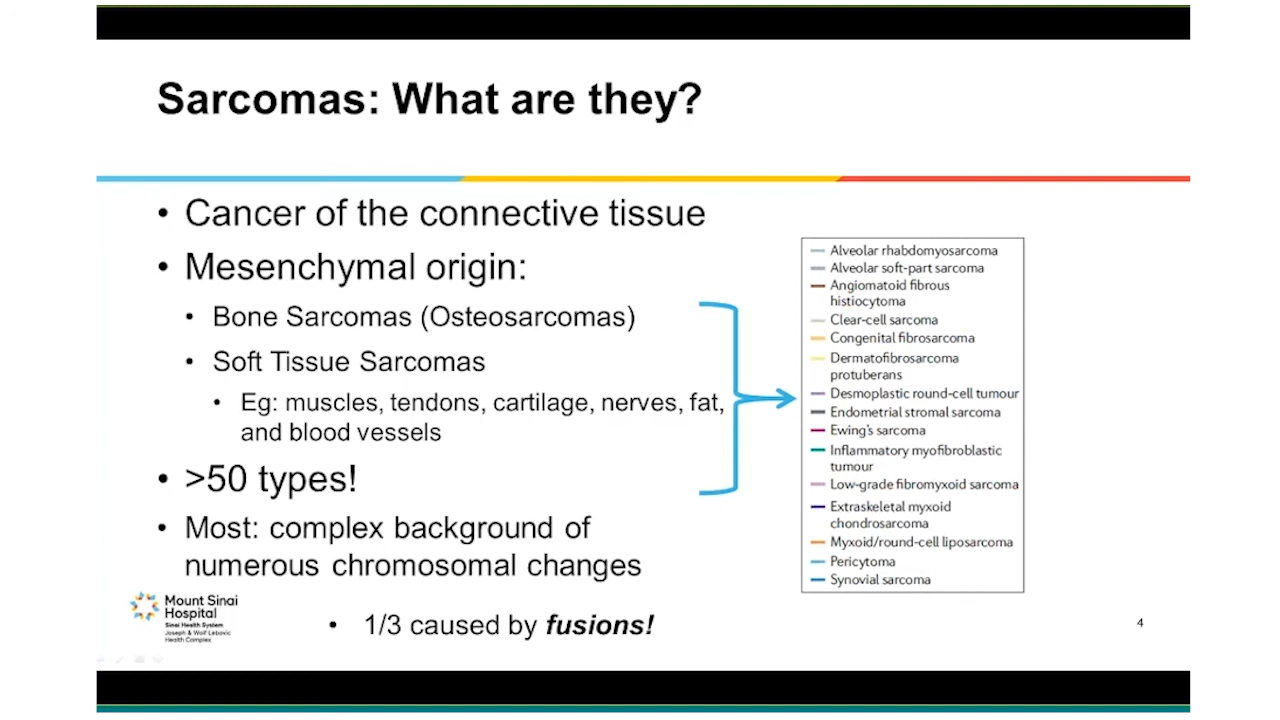 Sarcomas: What are they?
• Cancer of the connective tissue
• Mesenchymal origin:
• Bone Sarcomas (Osteosarcomas)
• Soft Tissue Sarcomas
• Eg: muscles, tendons, cartilage, nerves, fat,
and blood vessels
• >50 types!
• Most: complex background of
numerous chromosomal changes
• 1/3 caused by fusions!
Alveolar rhabdomyosarcoma
Alveolar soft-part sarcoma
Angiomatoid fibrous
histiocytoma
Clear-cell sarcoma
Congenital fibrosarcoma
Dermatofibrosarcoma
protuberans
Desmoplastic round-cell tumour
Endometrial stromal sarcoma
Ewing's sarcoma
Inflammatory myofibroblastic
tumour
Low-grade fibromyxoid sarcoma
Extraskeletal myxoid
chondrosarcoma
Myxoid/round-cell liposarcoma
Pericytoma
Synovial sarcoma
Mount Sinai
Hospital
Sinai Health System
Joseph & Wolf Lebovic
Health Complex
4